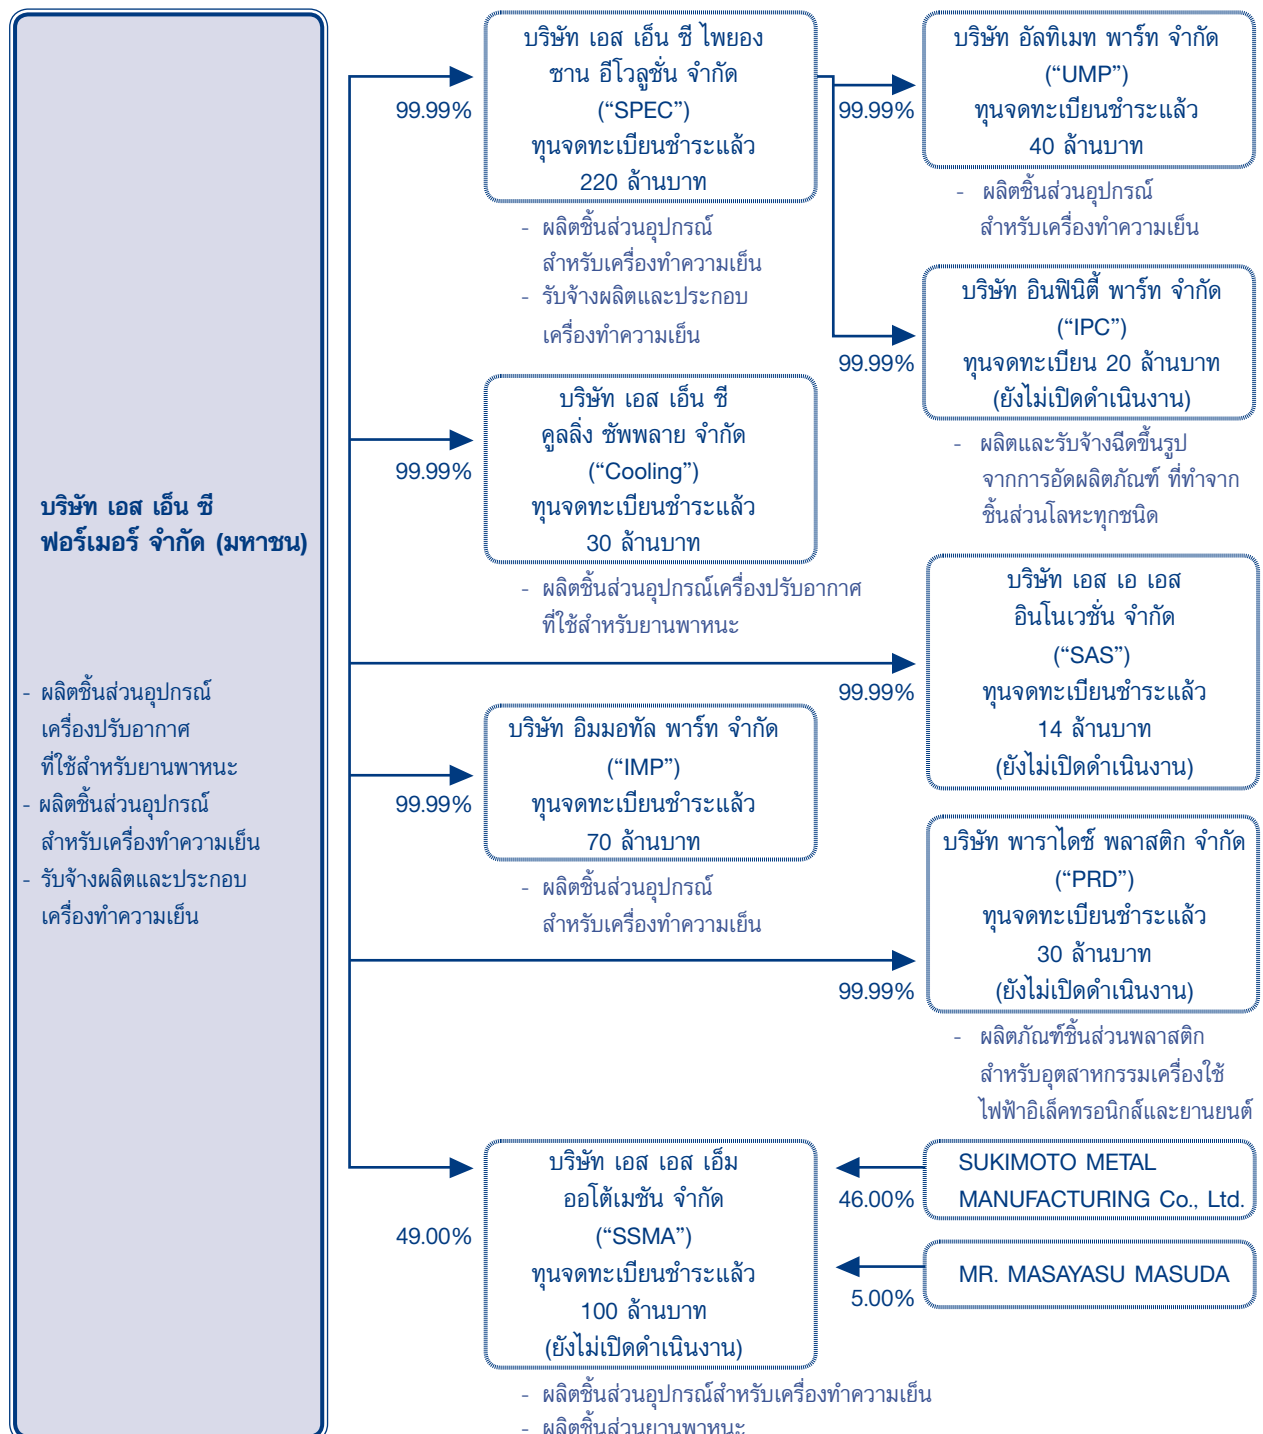 บริษัท เอส เอ็น ซี
ฟอร์เมอร์ จำกัด (มหาชน)
- ผลิตชิ้นส่วนอุปกรณ์
เครื่องปรับอากาศ
ที่ใช้สำหรับยานพาหนะ
- ผลิตชิ้นส่วนอุปกรณ์
สำหรับเครื่องทำความเย็น
- รับจ้างผลิตและประกอบ
เครื่องทำความเย็น
99.99%
บริษัท เอส เอ็น ซี ไพยอง
ซาน อีโวลูชั่น จำกัด
(“SPEC”)
ทุนจดทะเบียนชำระแล้ว
220 ล้านบาท
- ผลิตชิ้นส่วนอุปกรณ์
สำหรับเครื่องทำความเย็น
- รับจ้างผลิตและประกอบ
เครื่องทำความเย็น
99.99%
บริษัท อัลทิเมท พาร์ท จำกัด
(“UMP”)
ทุนจดทะเบียนชำระแล้ว
40 ล้านบาท
- ผลิตชิ้นส่วนอุปกรณ์
สำหรับเครื่องทำความเย็น
99.99%
บริษัท อินฟินิตี้ พาร์ท จำกัด
(“IPC”)
ทุนจดทะเบียน 20 ล้านบาท
(ยังไม่เปิดดำเนินงาน)
- ผลิตและรับจ้างฉีดขึ้นรูป
จากการอัดผลิตภัณฑ์ ที่ทำจาก
ชิ้นส่วนโลหะทุกชนิด
99.99%
บริษัท เอส เอ็น ซี
คูลลิ่ง ซัพพลาย จำกัด
(“Cooling”)
ทุนจดทะเบียนชำระแล้ว
30 ล้านบาท
- ผลิตชิ้นส่วนอุปกรณ์เครื่องปรับอากาศ
ที่ใช้สำหรับยานพาหนะ
99.99%
บริษัท เอส เอ เอส
อินโนเวชั่น จำกัด
(“SAS”)
ทุนจดทะเบียนชำระแล้ว
14 ล้านบาท
(ยังไม่เปิดดำเนินงาน)
99.99%
บริษัท อิมมอทัล พาร์ท จำกัด
(“IMP”)
ทุนจดทะเบียนชำระแล้ว
70 ล้านบาท
- ผลิตชิ้นส่วนอุปกรณ์
สำหรับเครื่องทำความเย็น
99.99%
บริษัท พาราไดซ์ พลาสติก จำกัด
(“PRD”)
ทุนจดทะเบียนชำระแล้ว
30 ล้านบาท
(ยังไม่เปิดดำเนินงาน)
- ผลิตภัณฑ์ชิ้นส่วนพลาสติก
สำหรับอุตสาหกรรมเครื่องใช้
ไฟฟ้าอิเล็คทรอนิกส์และยานยนต์
49.00%
บริษัท เอส เอส เอ็ม
ออโต้เมชัน จำกัด
(“SSMA”)
ทุนจดทะเบียนชำระแล้ว
100 ล้านบาท
(ยังไม่เปิดดำเนินงาน)
- ผลิตชิ้นส่วนอุปกรณ์สำหรับเครื่องทำความเย็น
- ผลิตชิ้นส่วนยานพาหนะ
46.00%
SUKIMOTO METAL
MANUFACTURING Co., Ltd.
5.00%
MR. MASAYASU MASUDA